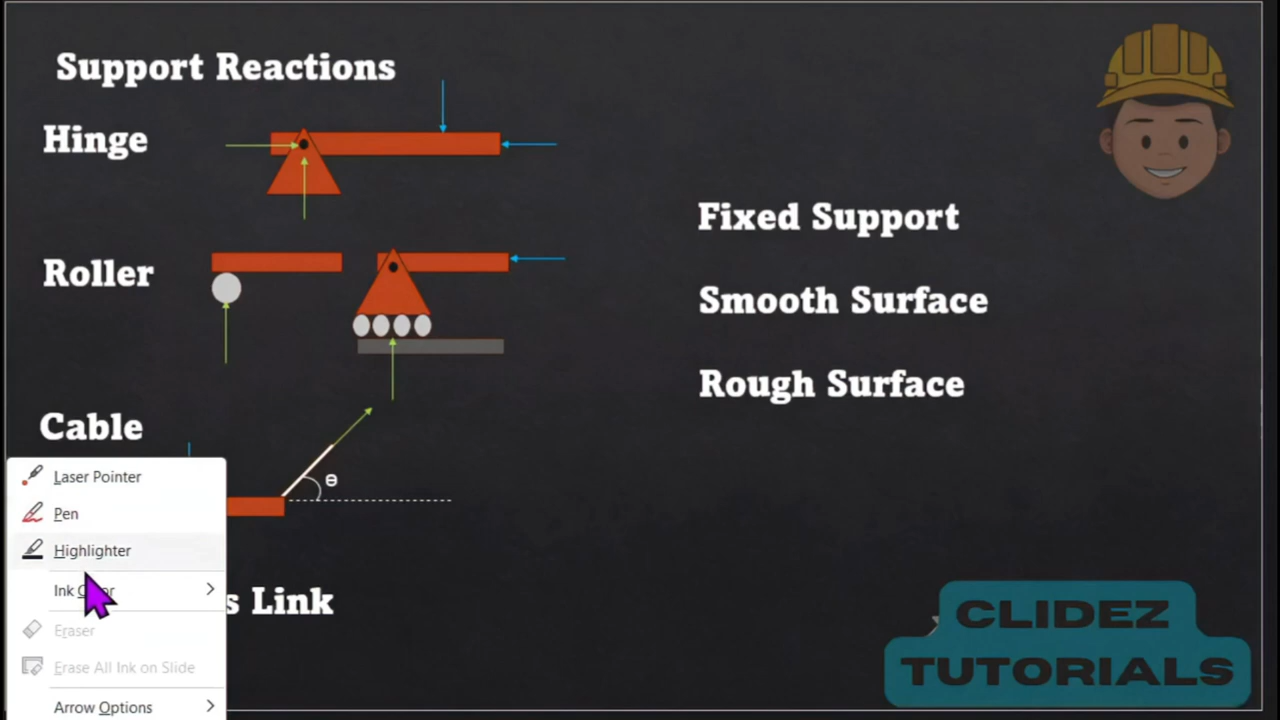 Support Reactions
Hinge
Roller
Cable
θ
s Link
Fixed Support
Smooth Surface
Rough Surface
Laser Pointer
Pen
Highlighter
Ink Color
Eraser
Erase All Ink on Slide
Arrow Options
CLIDEZ
TUTORIALS